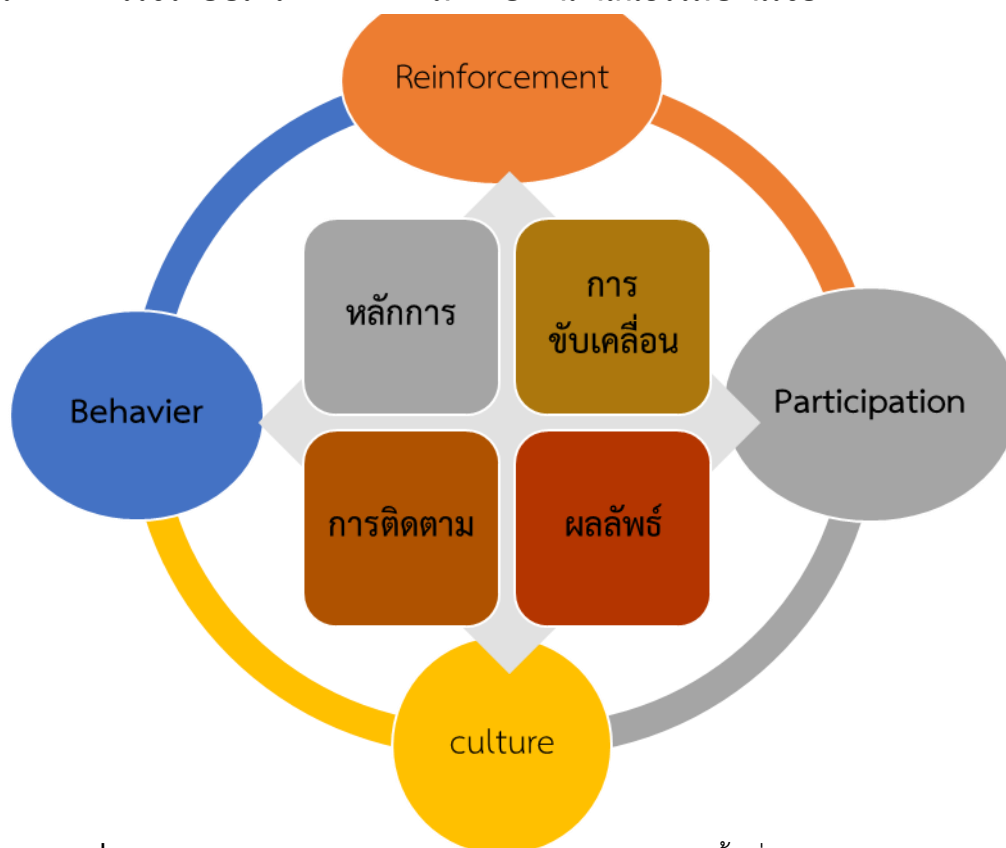 Reinforcement
หลักการ
การ
ขับเคลื่อน
Behavier
Participation
การติดตาม
ผลลัพธ์
culture